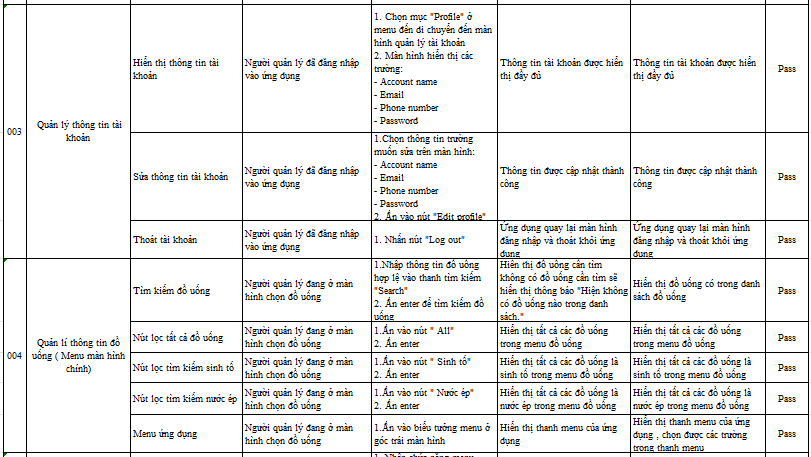 003
Quản lý thông tin tài
khoản
Hiển thị thông tin tài
khoản
Người quản lý đã đăng nhập
vào ứng dụng
1. Chọn mục "Profile" ở
menu đến di chuyển đến màn
hình quản lý tài khoản
2. Màn hình hiển thị các
trường:
- Account name
- Email
- Phone number
- Password
Thông tin tài khoản được hiển
thị đầy đủ
Thông tin tài khoản được hiển
thị đầy đủ
Pass
Sửa thông tin tài khoản
Người quản lý đã đăng nhập
vào ứng dụng
1.Chọn thông tin trường
muốn sửa trên màn hình:
- Account name
- Email
- Phone number
- Password
2. Ấn vào nút "Edit profile"
Thông tin được cập nhật thành
công
Thông tin được cập nhật thành
công
Pass
Thoát tài khoản
Người quản lý đã đăng nhập
vào ứng dụng
1. Nhấn nút "Log out"
Ứng dụng quay lại màn hình
đăng nhập và thoát khỏi ứng
dụng
Ứng dụng quay lại màn hình
đăng nhập và thoát khỏi ứng
dụng
Pass
004
Quản lí thông tin đồ
uống ( Menu màn hình
chính)
Tìm kiếm đồ uống
Người quản lý đang ở màn
hình chọn đồ uống
1.Nhập thông tin đồ uống
hợp lệ vào thanh tìm kiếm
"Search"
2. Ấn enter để tìm kiếm đồ
uống
Hiển thị đồ uống cần tìm
không có đồ uống cần tìm sẽ
hiển thị thông báo "Hiện không
có đồ uống nào trong danh
sách."
Hiển thị đồ uống có trong danh
sách đồ uống
Pass
Nút lọc tất cả đồ uống
Người quản lý đang ở màn
hình chọn đồ uống
1.Ấn vào nút " All"
2. Ấn enter
Hiển thị tất cả các đồ uống
trong menu đồ uống
Hiển thị tất cả các đồ uống
trong menu đồ uống
Pass
Nút lọc tìm kiếm sinh tố
Người quản lý đang ở màn
hình chọn đồ uống
1.Ấn vào nút " Sinh tố"
2. Ấn enter
Hiển thị tất cả các đồ uống là
sinh tố trong menu đồ uống
Hiển thị tất cả các đồ uống là
sinh tố trong menu đồ uống
Pass
Nút lọc tìm kiếm nước ép
Người quản lý đang ở màn
hình chọn đồ uống
1.Ấn vào nút " Nước ép"
2. Ấn enter
Hiển thị tất cả các đồ uống là
nước ép trong menu đồ uống
Hiển thị tất cả các đồ uống là
nước ép trong menu đồ uống
Pass
Menu ứng dụng
Người quản lý đang ở màn
hình chọn đồ uống
1.Ấn vào biểu tưởng menu ở
góc trái màn hình
Hiển thị thanh menu của ứng
dụng
Hiển thị thanh menu của ứng
dụng , chọn được các trường
trong thanh menu
Pass